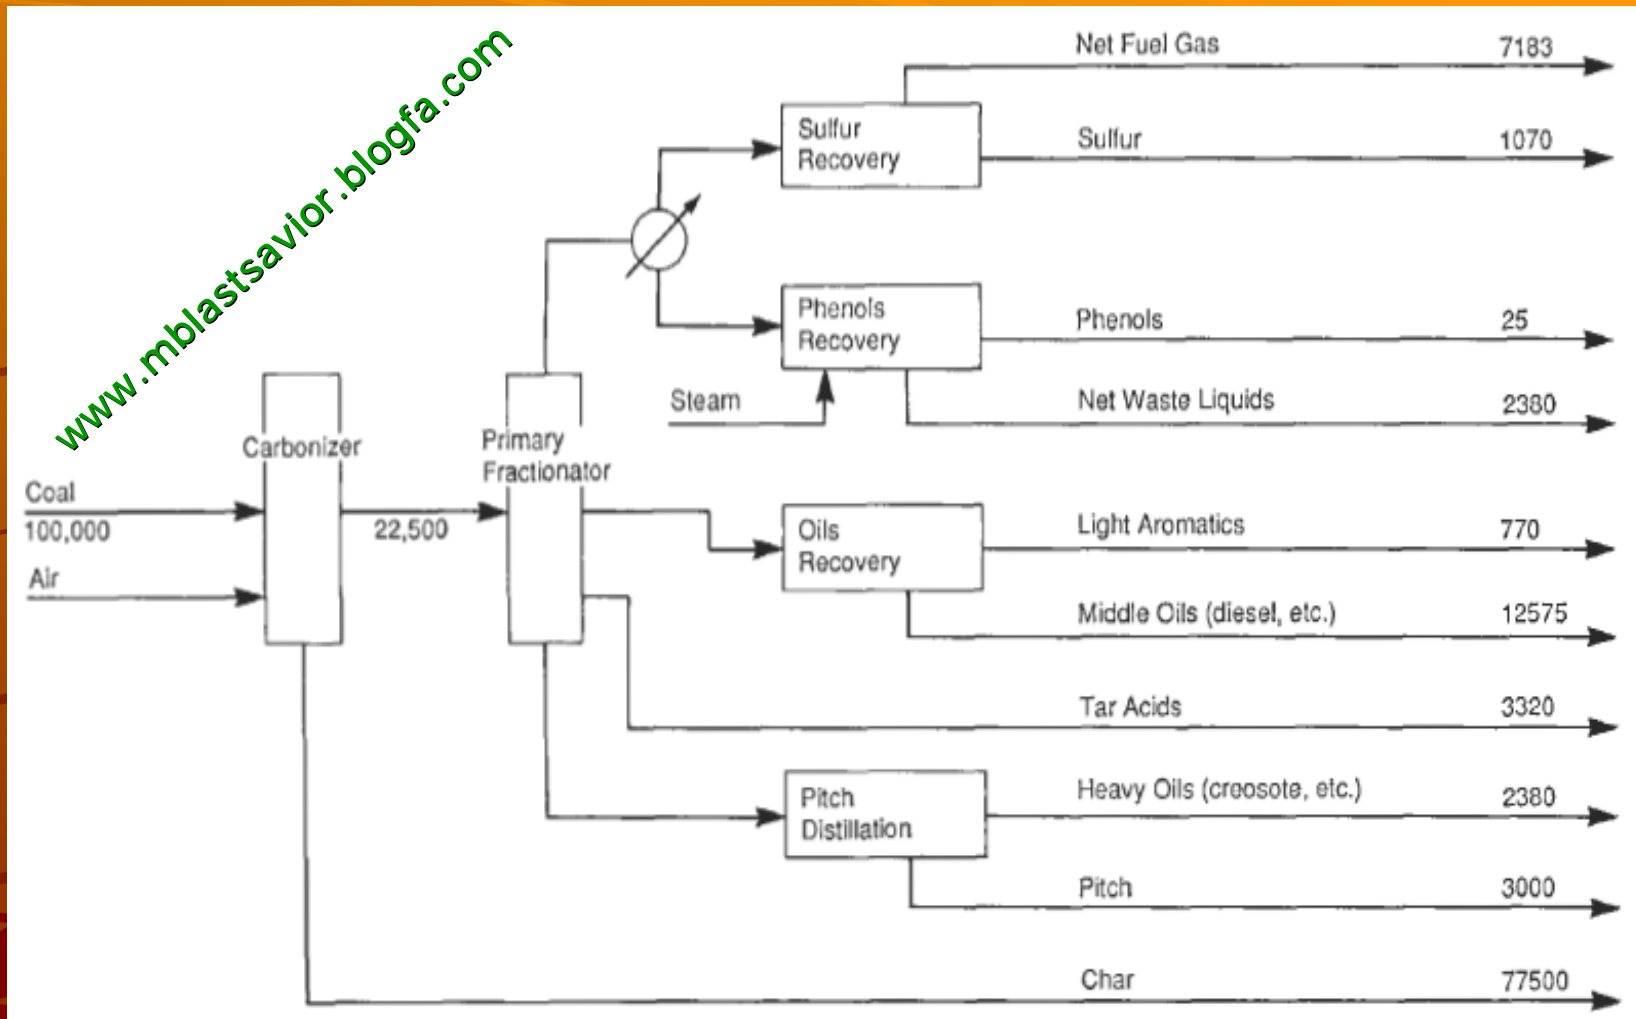 www.mblastsavior.blogfa.com
Net Fuel Gas 7183
Sulfur
Recovery
Sulfur 1070
Phenols
Recovery
Phenols 25
Steam
Net Waste Liquids 2380
Carbonizer
Primary
Fractionator
Coal
100,000
22,500
Air
Oils
Recovery
Light Aromatics 770
Middle Oils (diesel, etc.) 12575
Tar Acids 3320
Pitch
Distillation
Heavy Oils (creosote, etc.) 2380
Pitch 3000
Char 77500